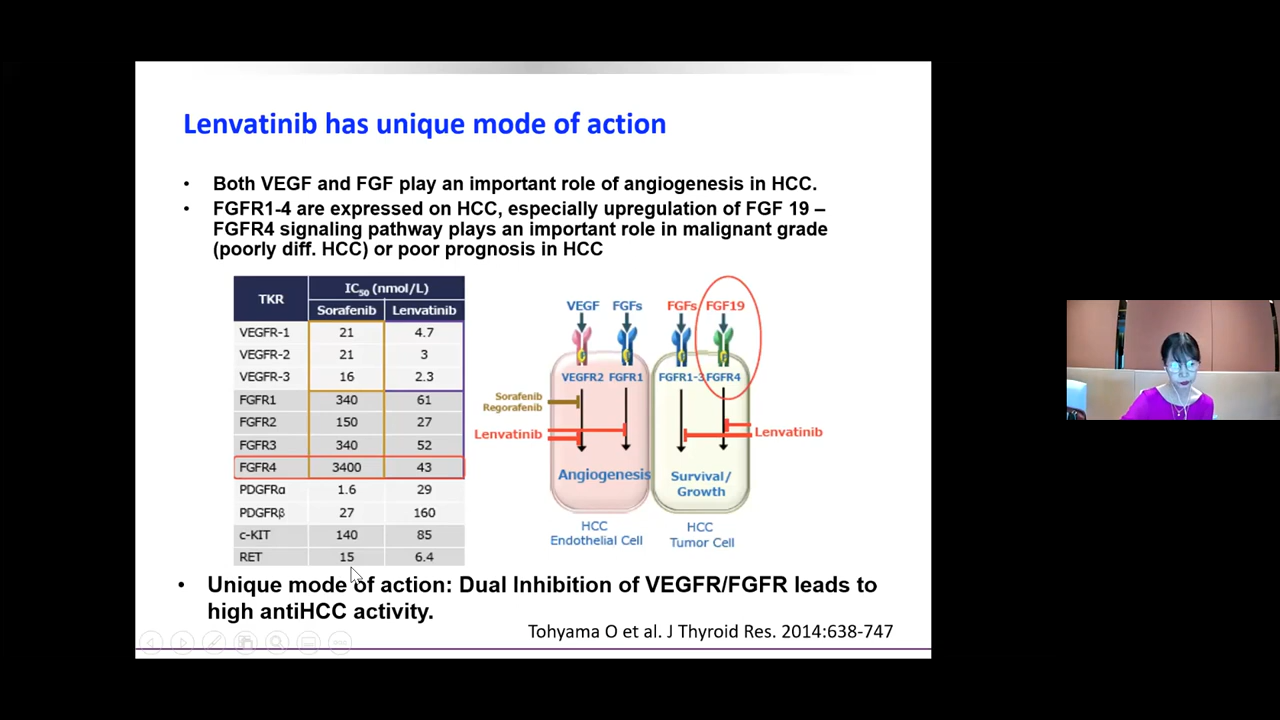 Lenvatinib has unique mode of action
• Both VEGF and FGF play an important role of angiogenesis in HCC.
• FGFR1-4 are expressed on HCC, especially upregulation of FGF 19 –
FGFR4 signaling pathway plays an important role in malignant grade
(poorly diff. HCC) or poor prognosis in HCC
TKR IC50 (nmol/L)
Sorafenib Lenvatinib
VEGFR-1 21 4.7
VEGFR-2 21 3
VEGFR-3 16 2.3
FGFR1 340 61
FGFR2 150 27
FGFR3 340 52
FGFR4 3400 43
PDGFRα 1.6 29
PDGFRβ 27 160
c-KIT 140 85
RET 15 6.4
VEGF FGFs FGFs FGF19
VEGFR2 FGFR1 FGFR1-3 FGFR4
Sorafenib
Regorafenib
Lenvatinib
Lenvatinib
Angiogenesis
Survival/
Growth
HCC
Endothelial Cell
HCC
Tumor Cell
• Unique mode of action: Dual Inhibition of VEGFR/FGFR leads to
high antiHCC activity.
Tohyama O et al. J Thyroid Res. 2014:638-747